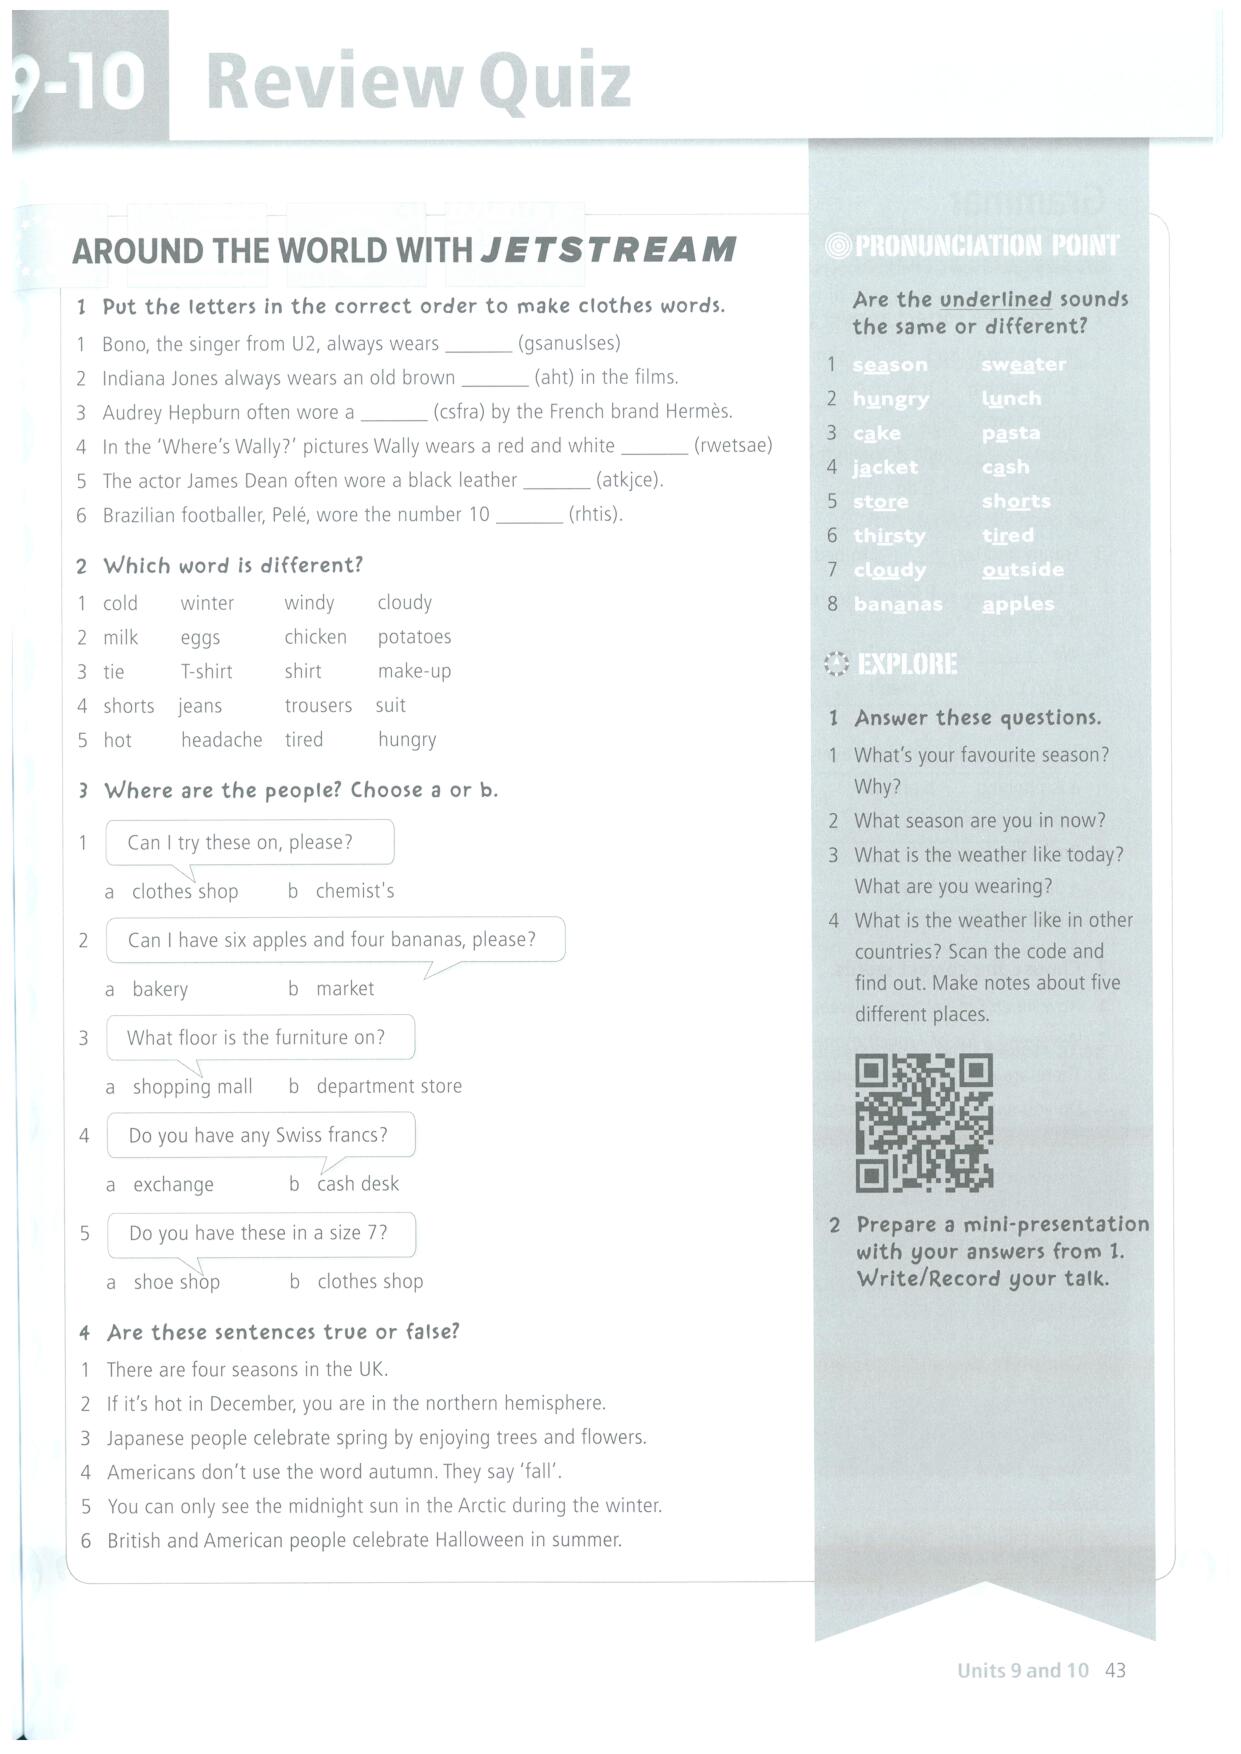 9-10 Review Quiz
AROUND THE WORLD WITH JETSTREAM
1 Put the letters in the correct order to make clothes words.
1 Bono, the singer from U2, always wears ______ (gsanuslses)
2 Indiana Jones always wears an old brown ______ (aht) in the films.
3 Audrey Hepburn often wore a ______ (csfra) by the French brand Hermès.
4 In the ‘Where’s Wally?’ pictures Wally wears a red and white ______ (rwetsae)
5 The actor James Dean often wore a black leather ______ (atkjce).
6 Brazilian footballer, Pelé, wore the number 10 ______ (rhtis).
2 Which word is different?
1 cold winter windy cloudy
2 milk eggs chicken potatoes
3 tie T-shirt shirt make-up
4 shorts jeans trousers suit
5 hot headache tired hungry
3 Where are the people? Choose a or b.
1 Can I try these on, please?
a clothes shop b chemist's
2 Can I have six apples and four bananas, please?
a bakery b market
3 What floor is the furniture on?
a shopping mall b department store
4 Do you have any Swiss francs?
a exchange b cash desk
5 Do you have these in a size 7?
a shoe shop b clothes shop
4 Are these sentences true or false?
1 There are four seasons in the UK.
2 If it’s hot in December, you are in the northern hemisphere.
3 Japanese people celebrate spring by enjoying trees and flowers.
4 Americans don’t use the word autumn. They say ‘fall’.
5 You can only see the midnight sun in the Arctic during the winter.
6 British and American people celebrate Halloween in summer.
PRONUNCIATION POINT
Are the underlined sounds
the same or different?
1 season sweater
2 hungry lunch
3 cake pasta
4 jacket cash
5 store shorts
6 thirsty tired
7 cloudy outside
8 bananas apples
EXPLORE
1 Answer these questions.
1 What’s your favourite season?
Why?
2 What season are you in now?
3 What is the weather like today?
What are you wearing?
4 What is the weather like in other
countries? Scan the code and
find out. Make notes about five
different places.
2 Prepare a mini-presentation
with your answers from 1.
Write/Record your talk.
Units 9 and 10 43